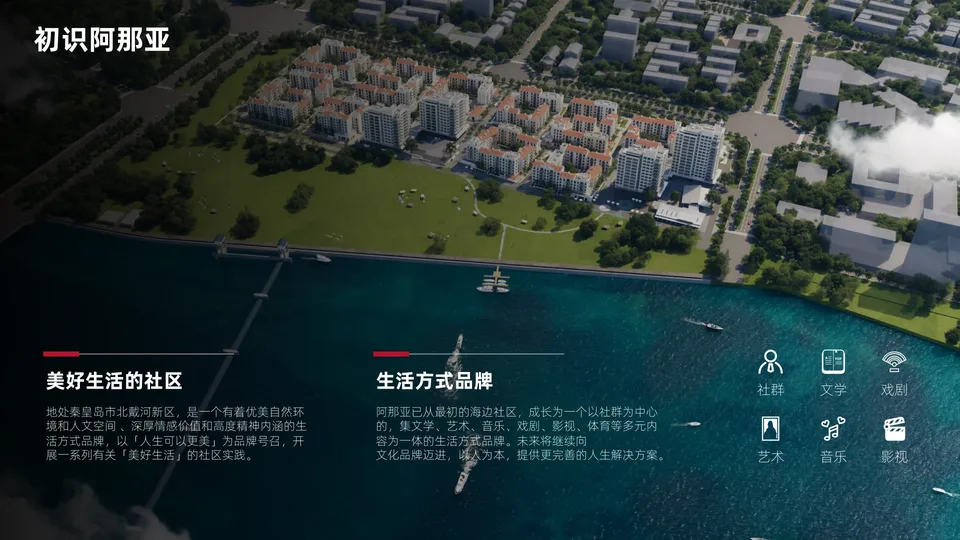 初识阿那亚
美好生活的社区
地处秦皇岛市北戴河新区，是一个有着优美自然环
境和人文空间 、深厚情感价值和高度精神内涵的生
活方式品牌，以「人生可以更美」为品牌号召，开
展一系列有关「美好生活」的社区实践。
生活方式品牌
阿那亚已从最初的海边社区，成长为一个以社群为中心
的，集文学、艺术、音乐、戏剧、影视、体育等多元内
容为一体的生活方式品牌。未来将继续向
文化品牌迈进，以人为本，提供更完善的人生解决方案。
社群
文学
戏剧
艺术
音乐
影视